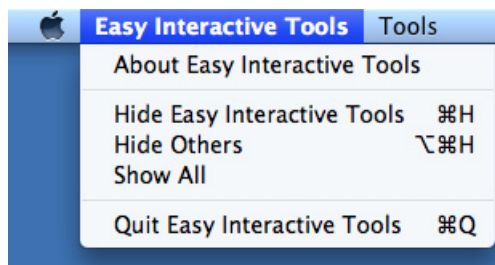 Easy Interactive Tools Tools
About Easy Interactive Tools
Hide Easy Interactive Tools ⌘H
Hide Others ⌥⌘H
Show All
Quit Easy Interactive Tools ⌘Q